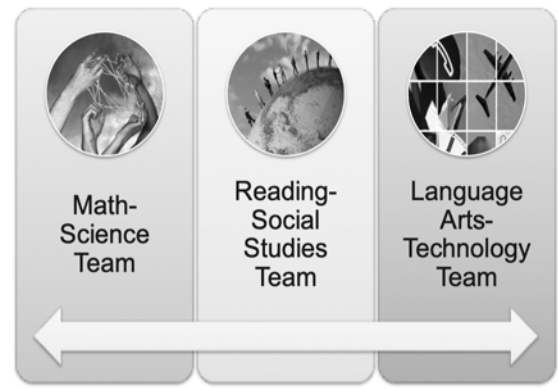 Math-
Science
Team
Reading-
Social
Studies
Team
Language
Arts-
Technology
Team